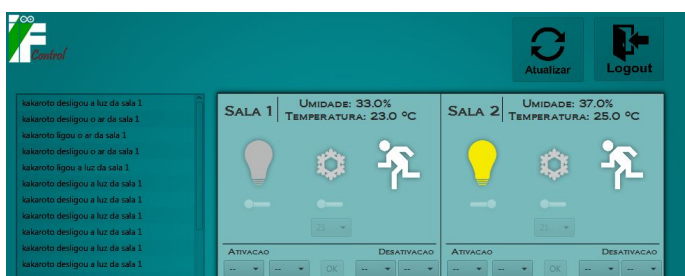 IF
Control
Atualizar
Logout
kakaroto desligou a luz da sala 1
kakaroto desligou o ar da sala 1
kakaroto ligou o ar da sala 1
kakaroto desligou o ar da sala 1
kakaroto ligou a luz da sala 1
kakaroto desligou a luz da sala 1
kakaroto desligou a luz da sala 1
kakaroto desligou a luz da sala 1
kakaroto desligou a luz da sala 1
kakaroto desligou a luz da sala 1
kakaroto desligou a luz da sala 1
SALA 1
UMIDADE: 33.0%
TEMPERATURA: 23.0 ºC
21
ATIVACAO
DESATIVACAO
-- -- OK -- --
SALA 2
UMIDADE: 37.0%
TEMPERATURA: 25.0 ºC
21
ATIVACAO
DESATIVACAO
-- -- OK -- --